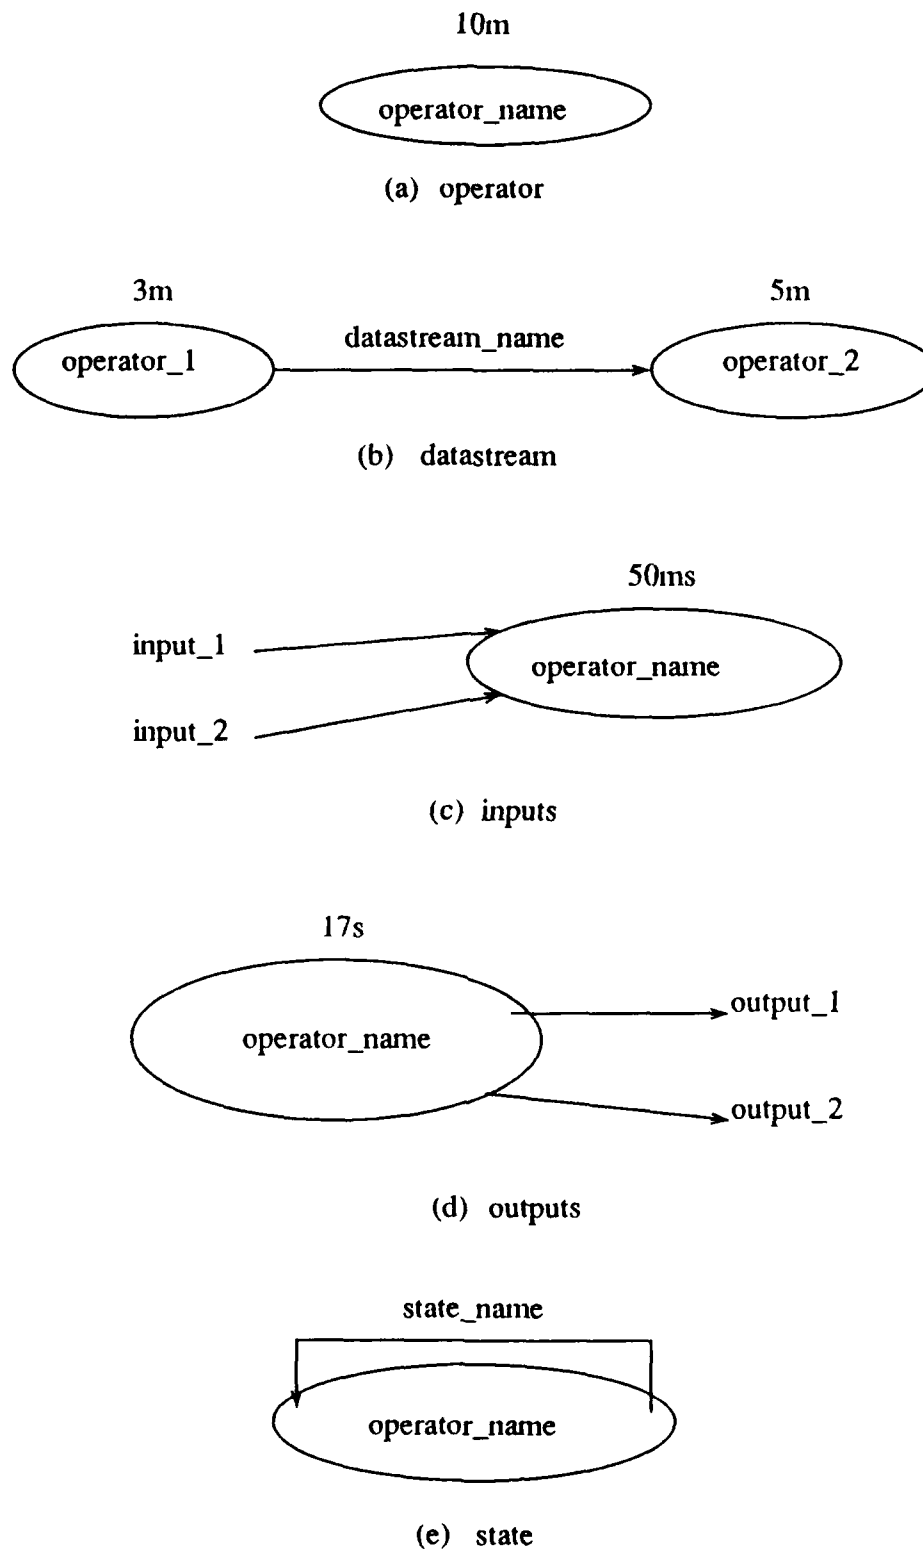 10m
operator_name
(a) operator
3m
5m
operator_1
datastream_name
operator_2
(b) datastream
50ms
input_1
operator_name
input_2
(c) inputs
17s
output_1
operator_name
output_2
(d) outputs
state_name
operator_name
(e) state